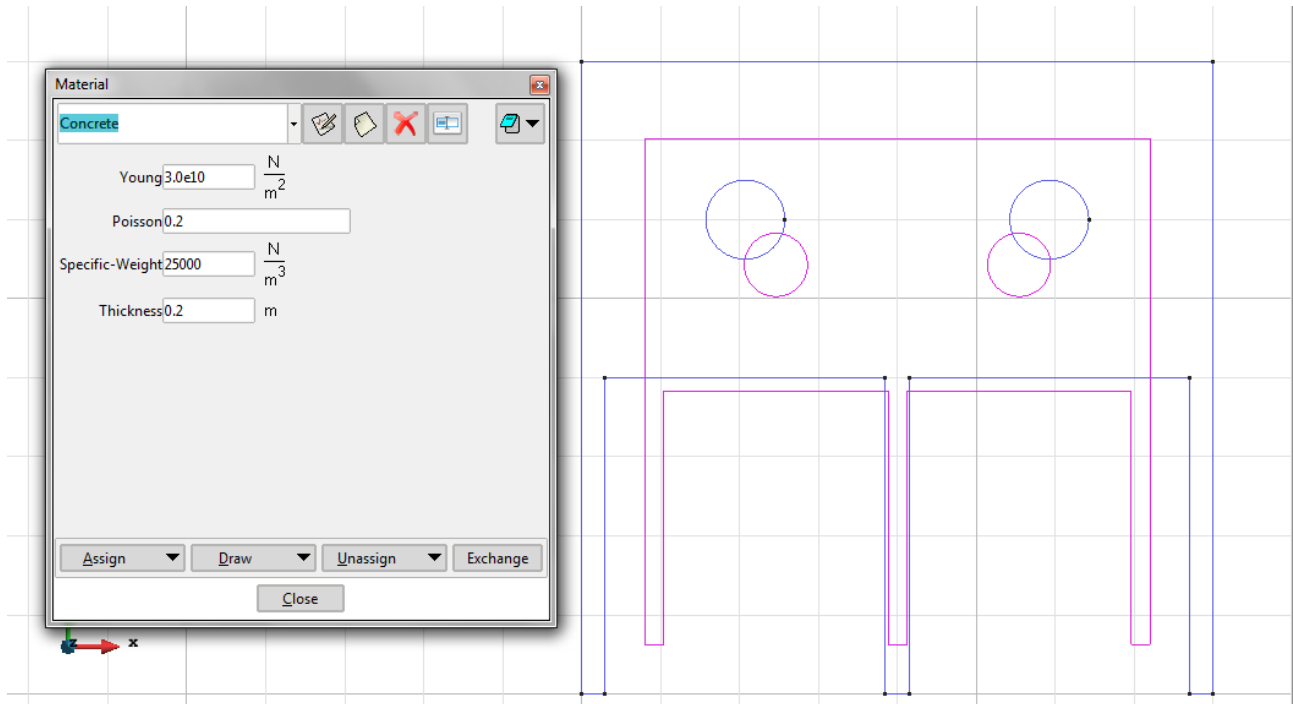 Material
Concrete
Young 3.0e10 N/m2
Poisson 0.2
Specific-Weight 25000 N/m3
Thickness 0.2 m
Assign Draw Unassign Exchange
Close
z x